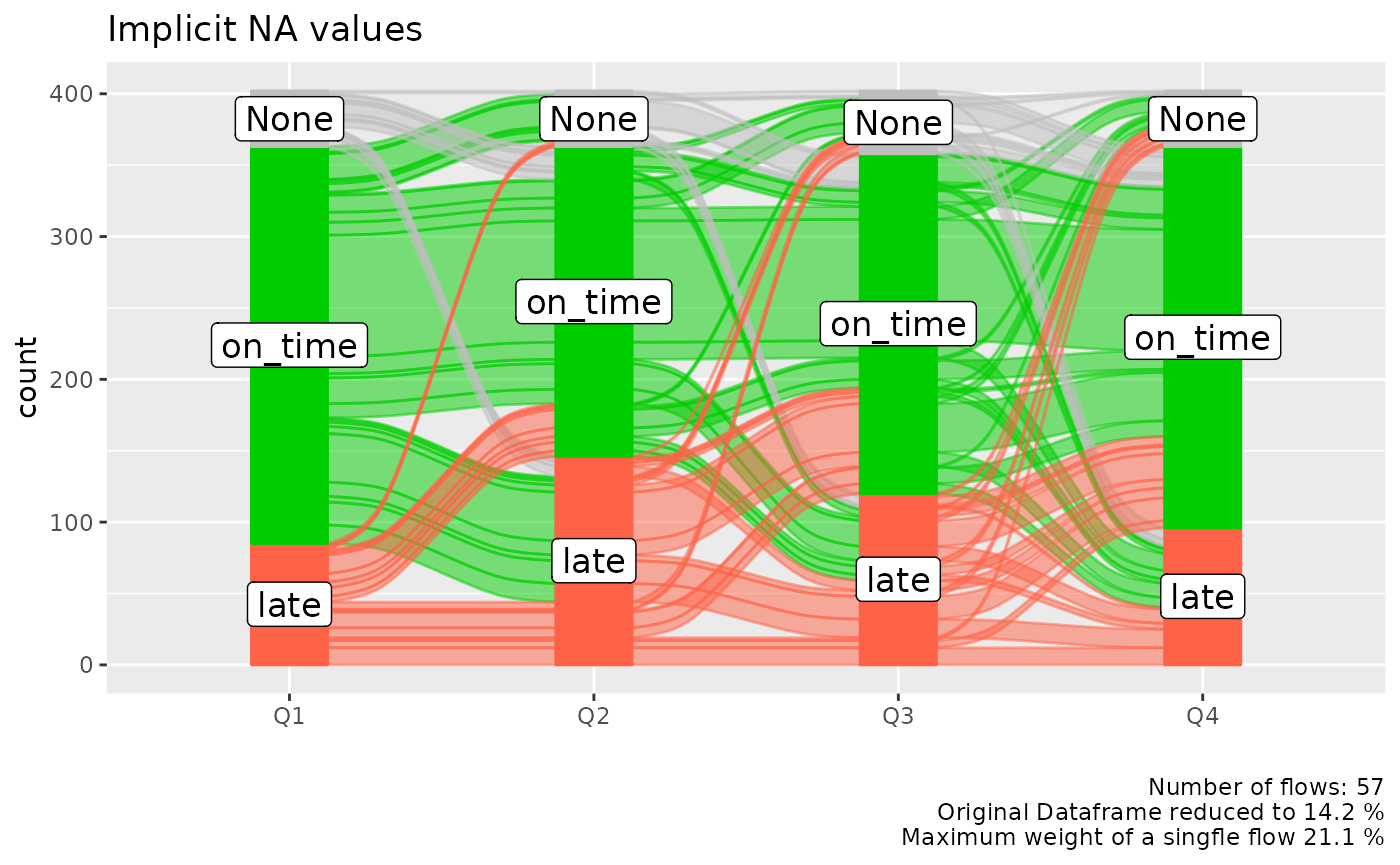 Implicit NA values
400
300
200
100
0
count
None
None
None
None
on_time
on_time
on_time
on_time
late
late
late
late
Q1
Q2
Q3
Q4
Number of flows: 57
Original Dataframe reduced to 14.2 %
Maximum weight of a singfle flow 21.1 %